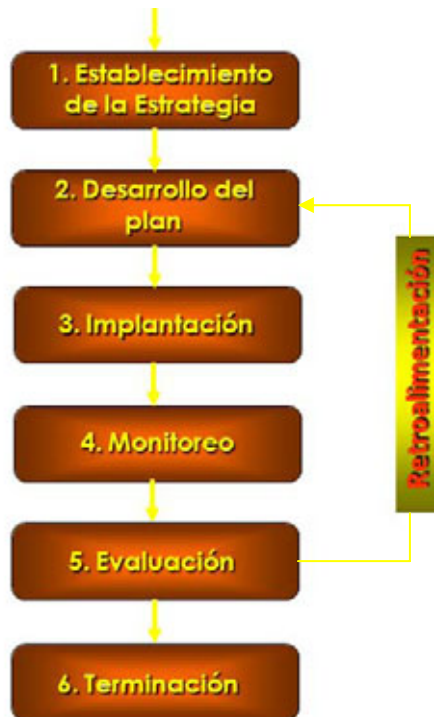 1. Establecimiento
de la Estrategia
2. Desarrollo del
plan
3. Implantación
4. Monitoreo
5. Evaluación
6. Terminación
Retroalimentación